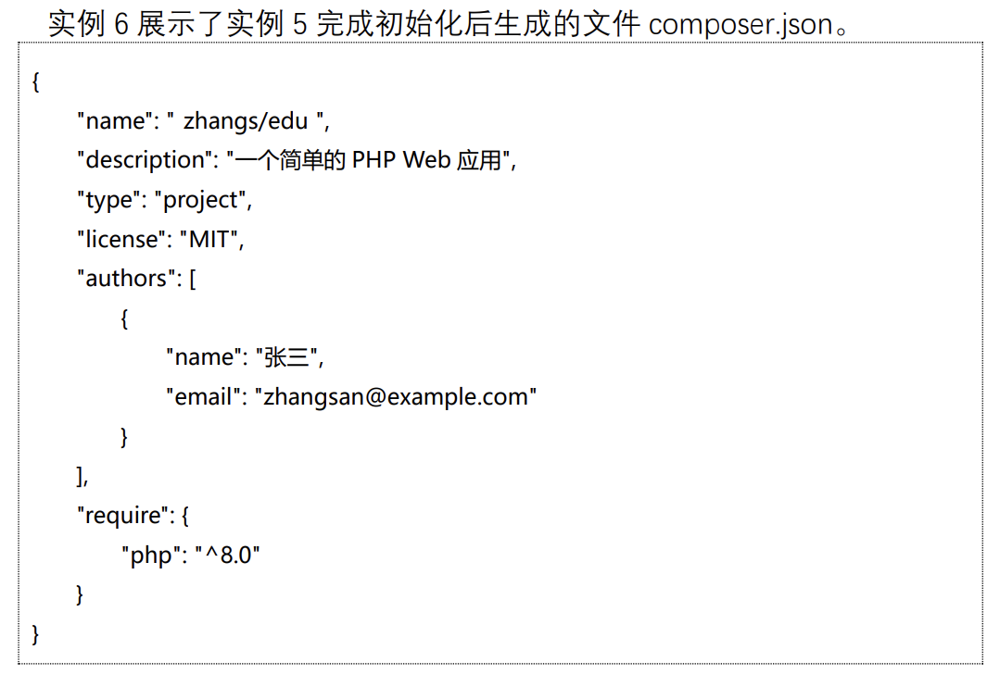 实例 6 展示了实例 5 完成初始化后生成的文件 composer.json。
{
"name": " zhangs/edu ",
"description": "一个简单的 PHP Web 应用",
"type": "project",
"license": "MIT",
"authors": [
{
"name": "张三",
"email": "zhangsan@example.com"
}
],
"require": {
"php": "^8.0"
}
}